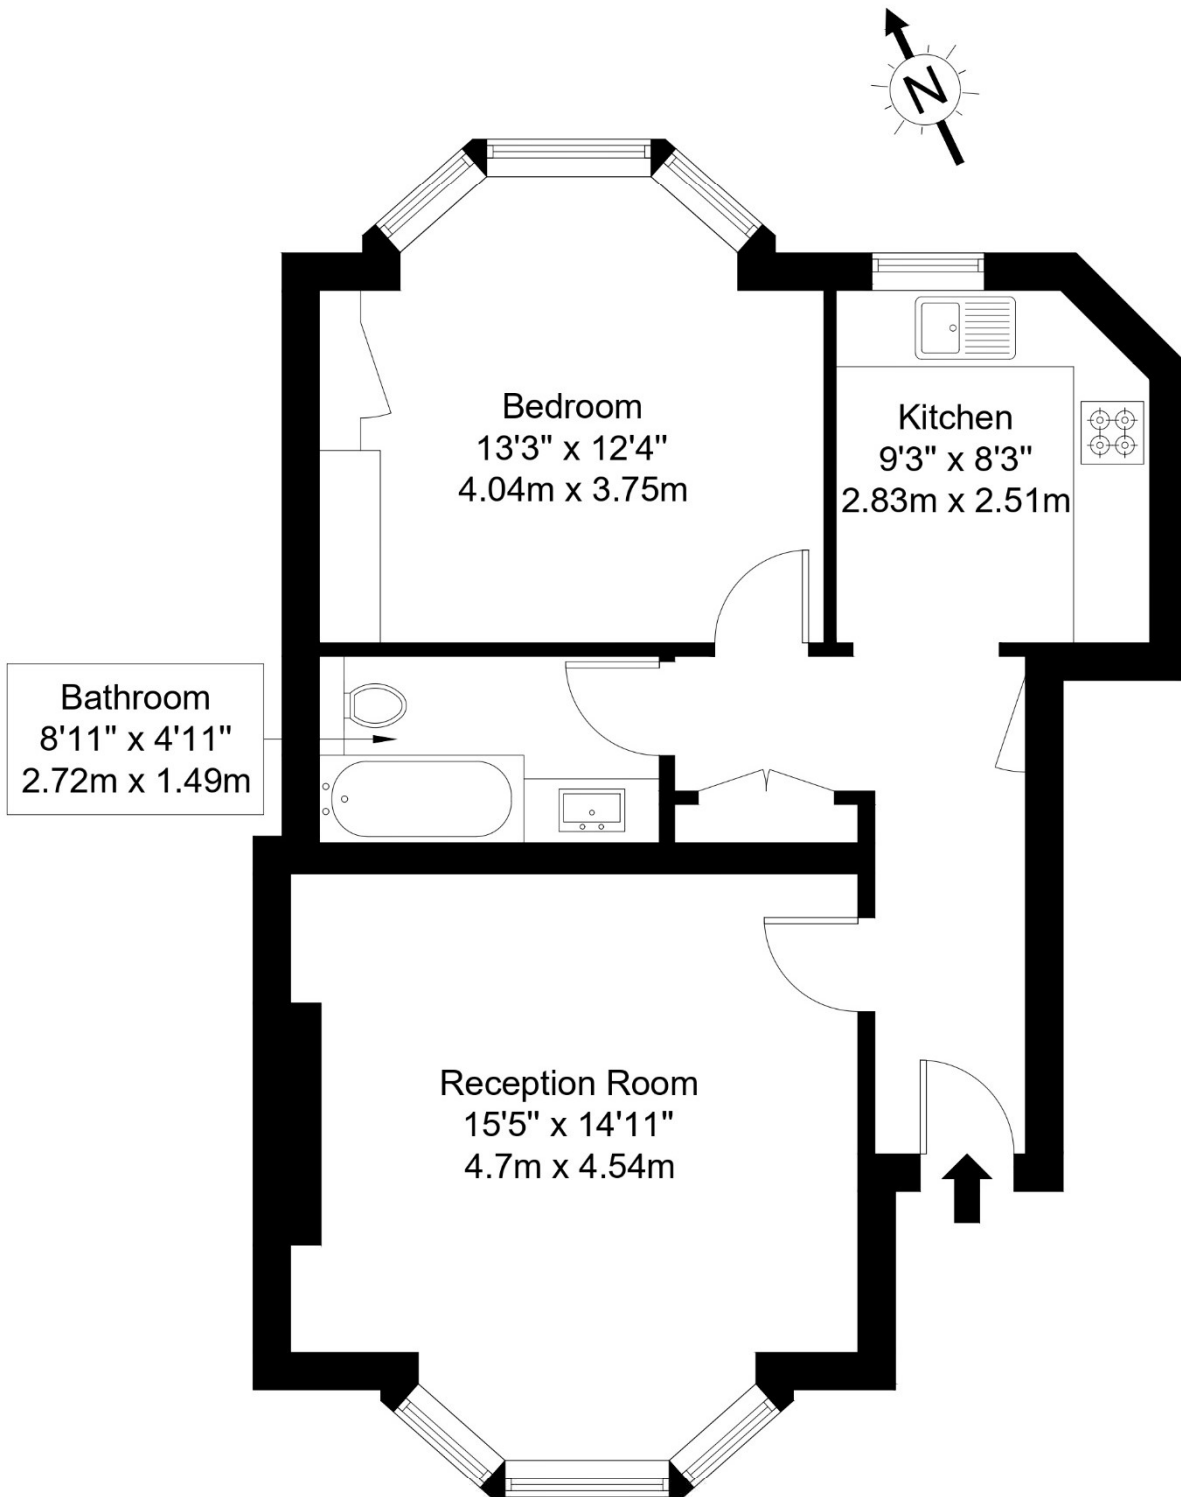 N
Bedroom
13'3" x 12'4"
4.04m x 3.75m
Kitchen
9'3" x 8'3"
2.83m x 2.51m
Bathroom
8'11" x 4'11"
2.72m x 1.49m
Reception Room
15'5" x 14'11"
4.7m x 4.54m